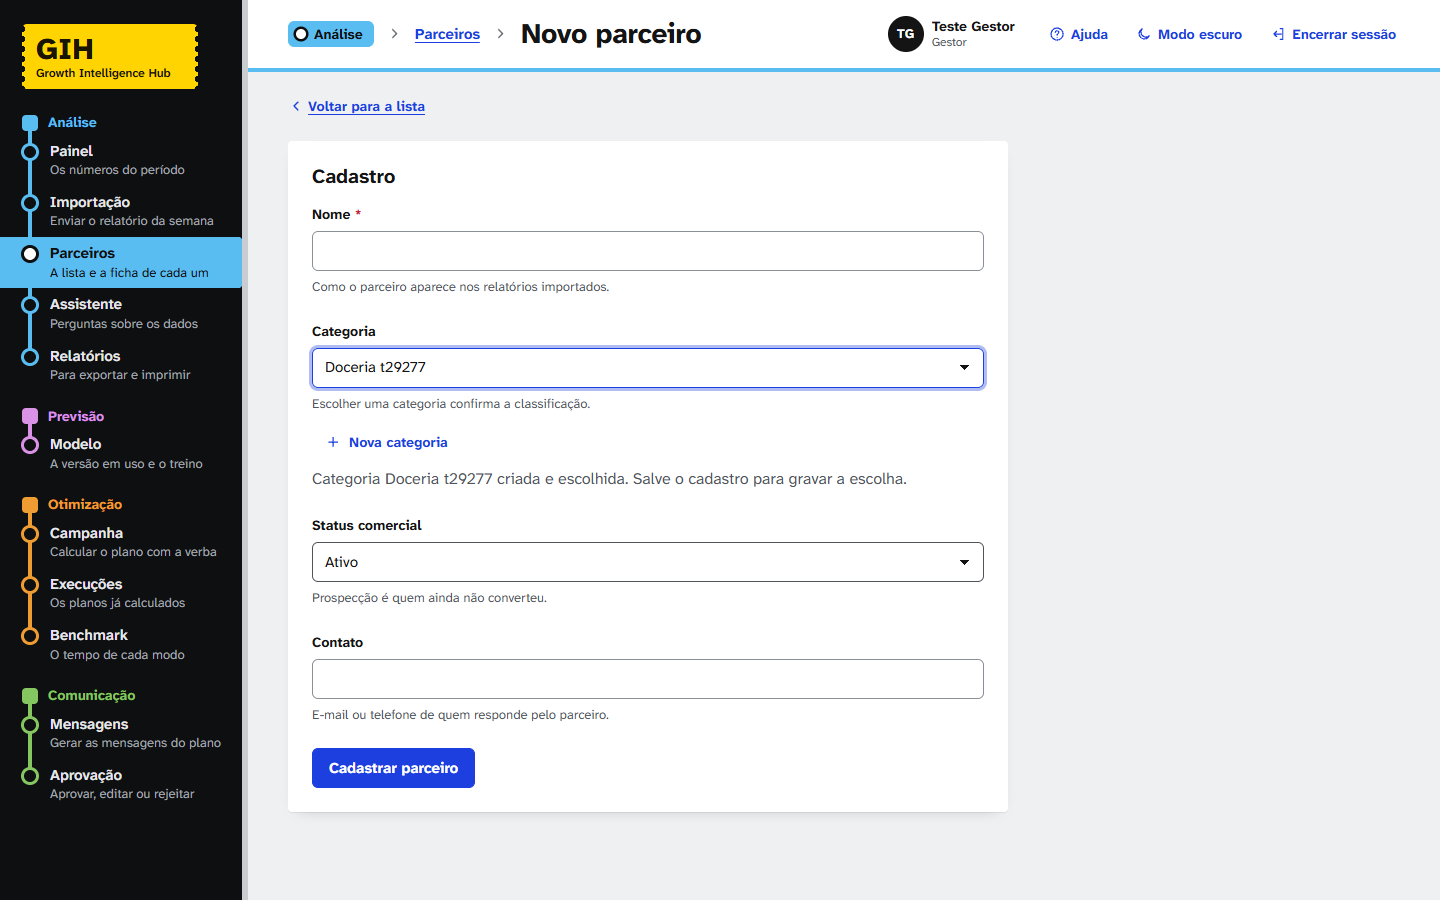 GIH
Growth Intelligence Hub
Análise
Painel
Os números do período
Importação
Enviar o relatório da semana
Parceiros
A lista e a ficha de cada um
Assistente
Perguntas sobre os dados
Relatórios
Para exportar e imprimir
Previsão
Modelo
A versão em uso e o treino
Otimização
Campanha
Calcular o plano com a verba
Execuções
Os planos já calculados
Benchmark
O tempo de cada modo
Comunicação
Mensagens
Gerar as mensagens do plano
Aprovação
Aprovar, editar ou rejeitar
Análise > Parceiros > Novo parceiro
TG
Teste Gestor
Gestor
Ajuda
Modo escuro
Encerrar sessão
Voltar para a lista
Cadastro
Nome *
Como o parceiro aparece nos relatórios importados.
Categoria
Doceria t29277
Escolher uma categoria confirma a classificação.
+ Nova categoria
Categoria Doceria t29277 criada e escolhida. Salve o cadastro para gravar a escolha.
Status comercial
Ativo
Prospecção é quem ainda não converteu.
Contato
E-mail ou telefone de quem responde pelo parceiro.
Cadastrar parceiro